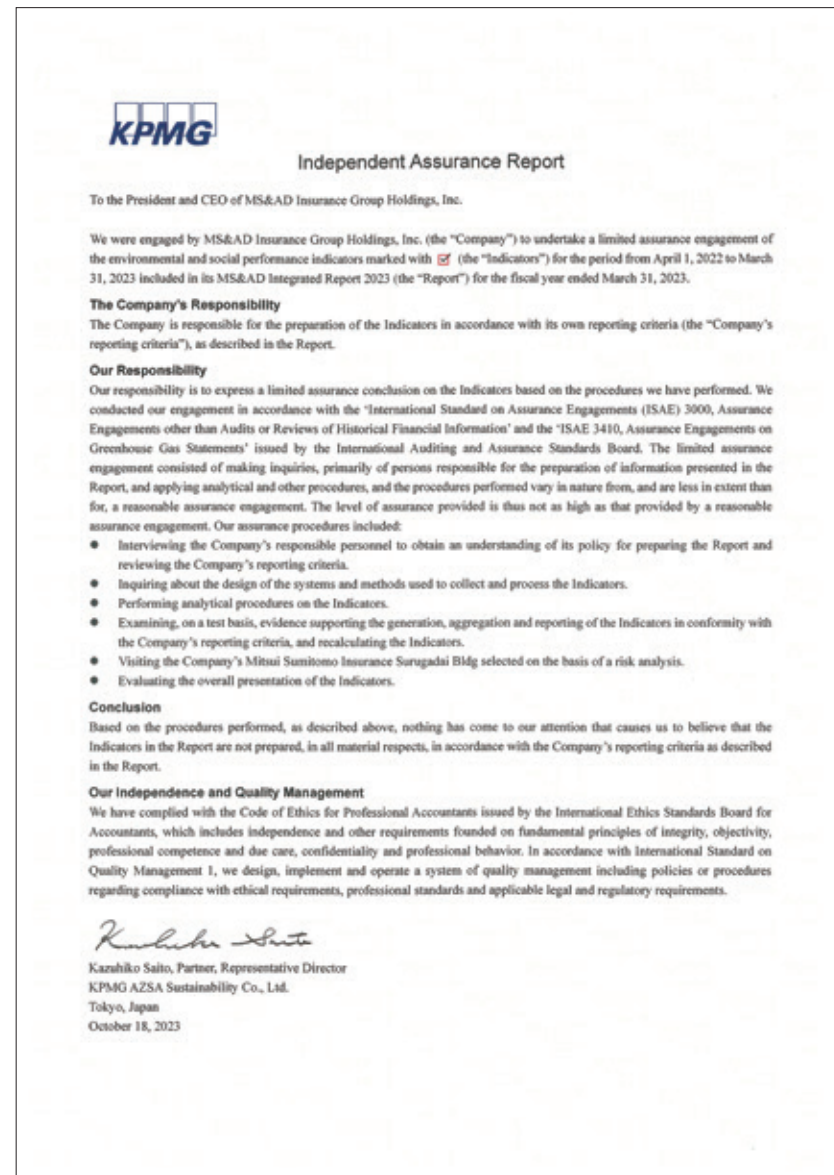 KPMG
Independent Assurance Report
To the President and CEO of MS&AD Insurance Group Holdings, Inc.
We were engaged by MS&AD Insurance Group Holdings, Inc. (the “Company”) to undertake a limited assurance engagement of
the environmental and social performance indicators marked with ☑ (the “Indicators”) for the period from April 1, 2022 to March
31, 2023 included in its MS&AD Integrated Report 2023 (the “Report”) for the fiscal year ended March 31, 2023.
The Company’s Responsibility
The Company is responsible for the preparation of the Indicators in accordance with its own reporting criteria (the “Company’s
reporting criteria”), as described in the Report.
Our Responsibility
Our responsibility is to express a limited assurance conclusion on the Indicators based on the procedures we have performed. We
conducted our engagement in accordance with the ‘International Standard on Assurance Engagements (ISAE) 3000, Assurance
Engagements other than Audits or Reviews of Historical Financial Information’ and the ‘ISAE 3410, Assurance Engagements on
Greenhouse Gas Statements’ issued by the International Auditing and Assurance Standards Board. The limited assurance
engagement consisted of making inquiries, primarily of persons responsible for the preparation of information presented in the
Report, and applying analytical and other procedures, and the procedures performed vary in nature from, and are less in extent than
for, a reasonable assurance engagement. The level of assurance provided is thus not as high as that provided by a reasonable
assurance engagement. Our assurance procedures included:
● Interviewing the Company’s responsible personnel to obtain an understanding of its policy for preparing the Report and
reviewing the Company’s reporting criteria.
● Inquiring about the design of the systems and methods used to collect and process the Indicators.
● Performing analytical procedures on the Indicators.
● Examining, on a test basis, evidence supporting the generation, aggregation and reporting of the Indicators in conformity with
the Company’s reporting criteria, and recalculating the Indicators.
● Visiting the Company’s Mitsui Sumitomo Insurance Surugadai Bldg selected on the basis of a risk analysis.
● Evaluating the overall presentation of the Indicators.
Conclusion
Based on the procedures performed, as described above, nothing has come to our attention that causes us to believe that the
Indicators in the Report are not prepared, in all material respects, in accordance with the Company’s reporting criteria as described
in the Report.
Our Independence and Quality Management
We have complied with the Code of Ethics for Professional Accountants issued by the International Ethics Standards Board for
Accountants, which includes independence and other requirements founded on fundamental principles of integrity, objectivity,
professional competence and due care, confidentiality and professional behavior. In accordance with International Standard on
Quality Management 1, we design, implement and operate a system of quality management including policies or procedures
regarding compliance with ethical requirements, professional standards and applicable legal and regulatory requirements.
Kazuhiko Saito, Partner, Representative Director
KPMG AZSA Sustainability Co., Ltd.
Tokyo, Japan
October 18, 2023